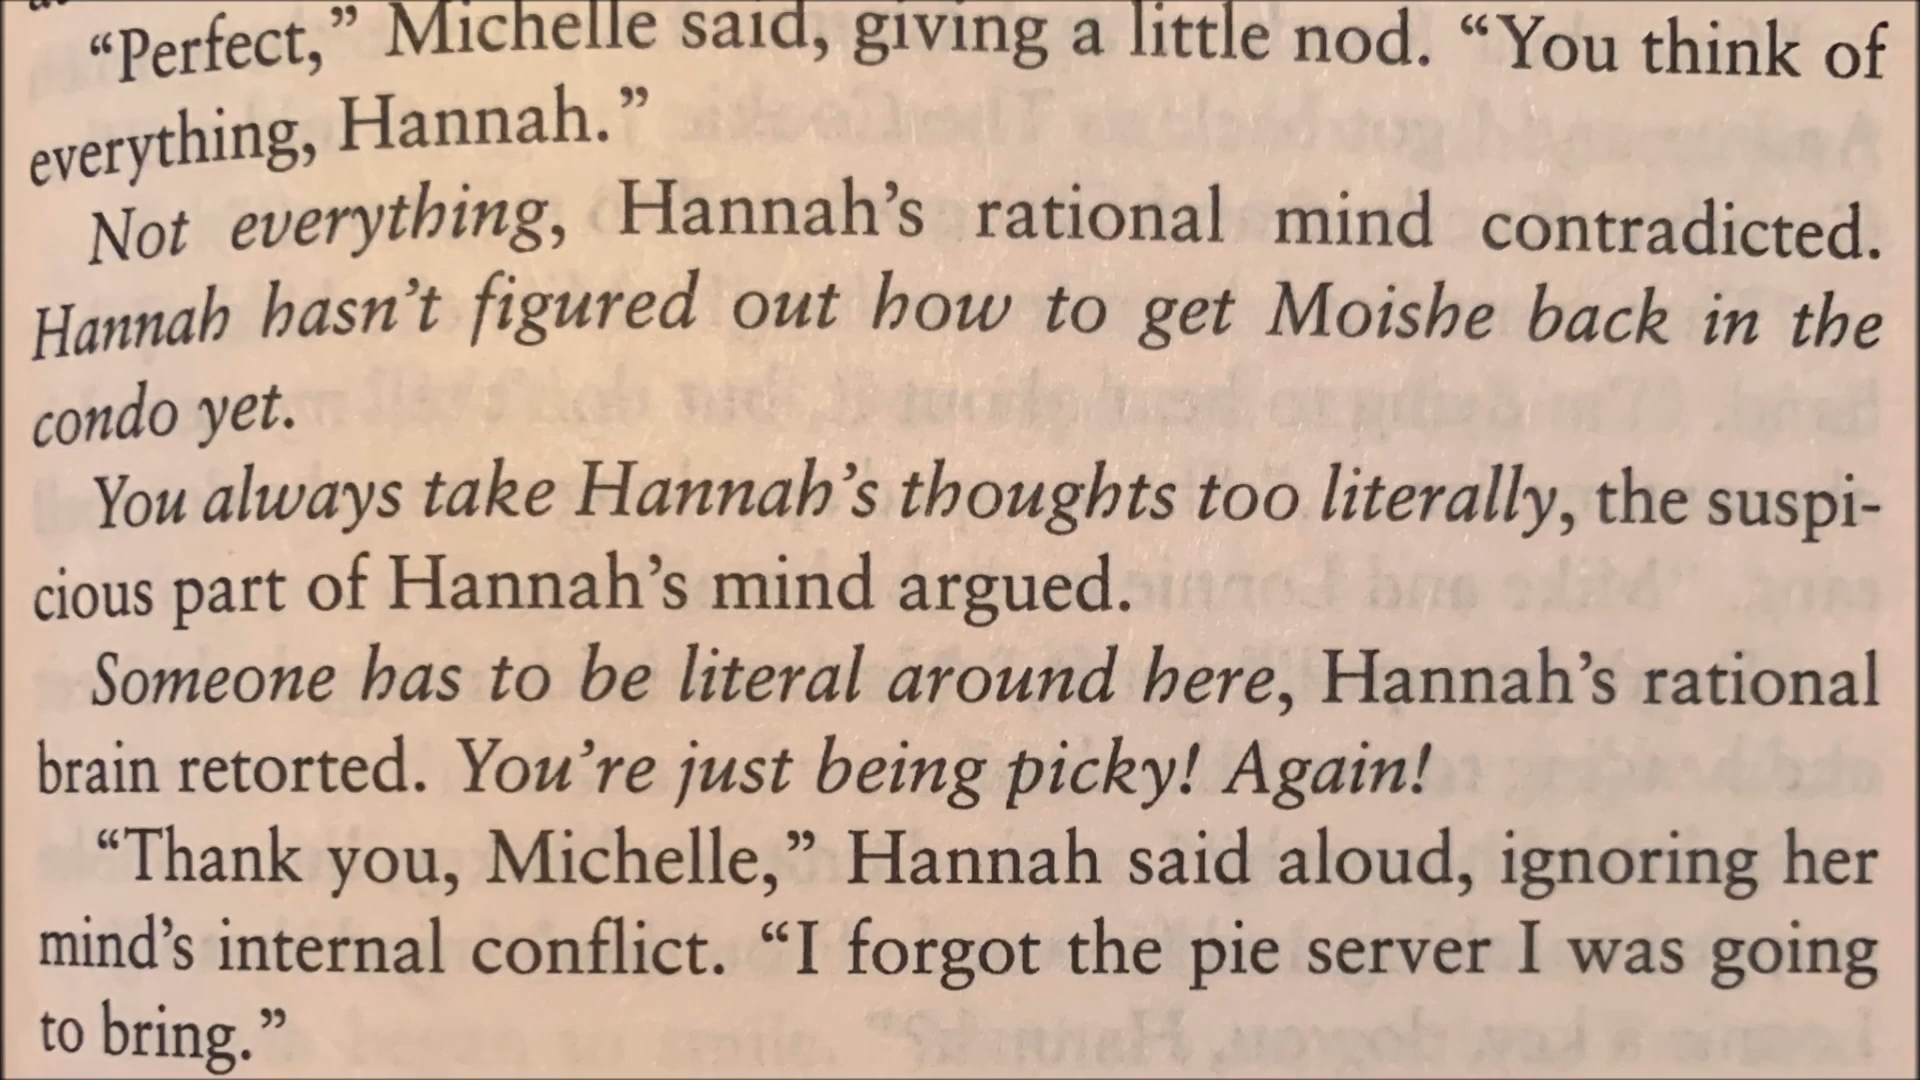 “Perfect,” Michelle said, giving a little nod. “You think of
everything, Hannah.”
Not everything, Hannah’s rational mind contradicted.
Hannah hasn’t figured out how to get Moishe back in the
condo yet.
You always take Hannah’s thoughts too literally, the suspi-
cious part of Hannah’s mind argued.
Someone has to be literal around here, Hannah’s rational
brain retorted. You’re just being picky! Again!
“Thank you, Michelle,” Hannah said aloud, ignoring her
mind’s internal conflict. “I forgot the pie server I was going
to bring.”